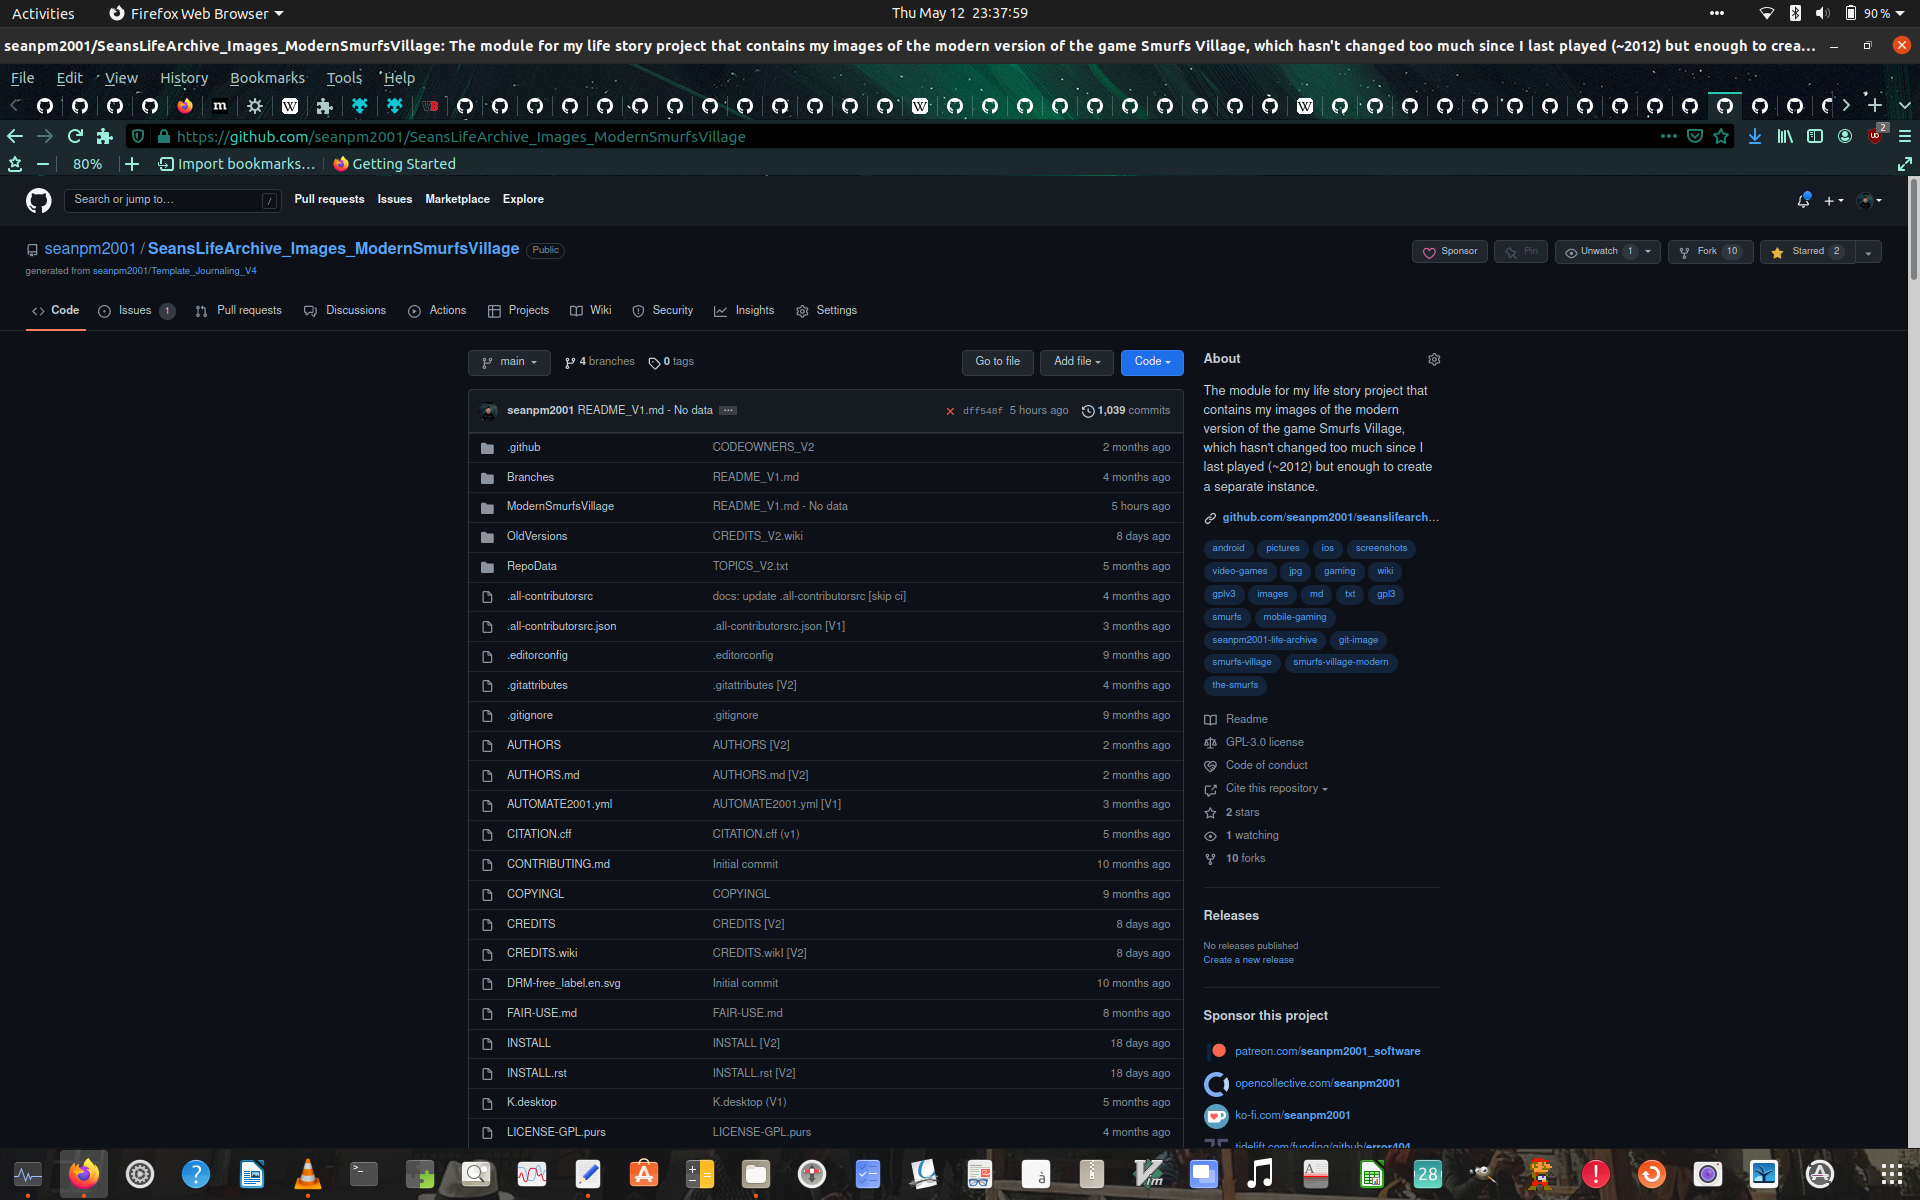 Activities
Firefox Web Browser
Thu May 12 23:37:59
90 %
seanpm2001/SeansLifeArchive_Images_ModernSmurfsVillage: The module for my life story project that contains my images of the modern version of the game Smurfs Village, which hasn't changed too much since I last played (~2012) but enough to crea…
File Edit View History Bookmarks Tools Help
https://github.com/seanpm2001/SeansLifeArchive_Images_ModernSmurfsVillage
2
80%
Import bookmarks…
Getting Started
Search or jump to…
/
Pull requests Issues Marketplace Explore
seanpm2001 / SeansLifeArchive_Images_ModernSmurfsVillage Public
generated from seanpm2001/Template_Journaling_V4
Sponsor
Pin
Unwatch 1
Fork 10
Starred 2
Code
Issues 1
Pull requests
Discussions
Actions
Projects
Wiki
Security
Insights
Settings
main
4 branches
0 tags
Go to file
Add file
Code
seanpm2001 README_V1.md - No data
dff548f 5 hours ago
1,039 commits
.github CODEOWNERS_V2 2 months ago
Branches README_V1.md 4 months ago
ModernSmurfsVillage README_V1.md - No data 5 hours ago
OldVersions CREDITS_V2.wiki 8 days ago
RepoData TOPICS_V2.txt 5 months ago
.all-contributorsrc docs: update .all-contributorsrc [skip ci] 4 months ago
.all-contributorsrc.json .all-contributorsrc.json [V1] 3 months ago
.editorconfig .editorconfig 9 months ago
.gitattributes .gitattributes [V2] 4 months ago
.gitignore .gitignore 9 months ago
AUTHORS AUTHORS [V2] 2 months ago
AUTHORS.md AUTHORS.md [V2] 2 months ago
AUTOMATE2001.yml AUTOMATE2001.yml [V1] 3 months ago
CITATION.cff CITATION.cff (v1) 5 months ago
CONTRIBUTING.md Initial commit 10 months ago
COPYINGL COPYINGL 9 months ago
CREDITS CREDITS [V2] 8 days ago
CREDITS.wiki CREDITS.wikI [V2] 8 days ago
DRM-free_label.en.svg Initial commit 10 months ago
FAIR-USE.md FAIR-USE.md 8 months ago
INSTALL INSTALL [V2] 18 days ago
INSTALL.rst INSTALL.rst [V2] 18 days ago
K.desktop K.desktop (V1) 5 months ago
LICENSE-GPL.purs LICENSE-GPL.purs 4 months ago
About
The module for my life story project that
contains my images of the modern
version of the game Smurfs Village,
which hasn't changed too much since I
last played (~2012) but enough to create
a separate instance.
github.com/seanpm2001/seanslifearch…
android pictures ios screenshots
video-games jpg gaming wiki
gplv3 images md txt gpl3
smurfs mobile-gaming
seanpm2001-life-archive git-image
smurfs-village smurfs-village-modern
the-smurfs
Readme
GPL-3.0 license
Code of conduct
Cite this repository
2 stars
1 watching
10 forks
Releases
No releases published
Create a new release
Sponsor this project
patreon.com/seanpm2001_software
opencollective.com/seanpm2001
ko-fi.com/seanpm2001
tidelift.com/funding/github/error404
28